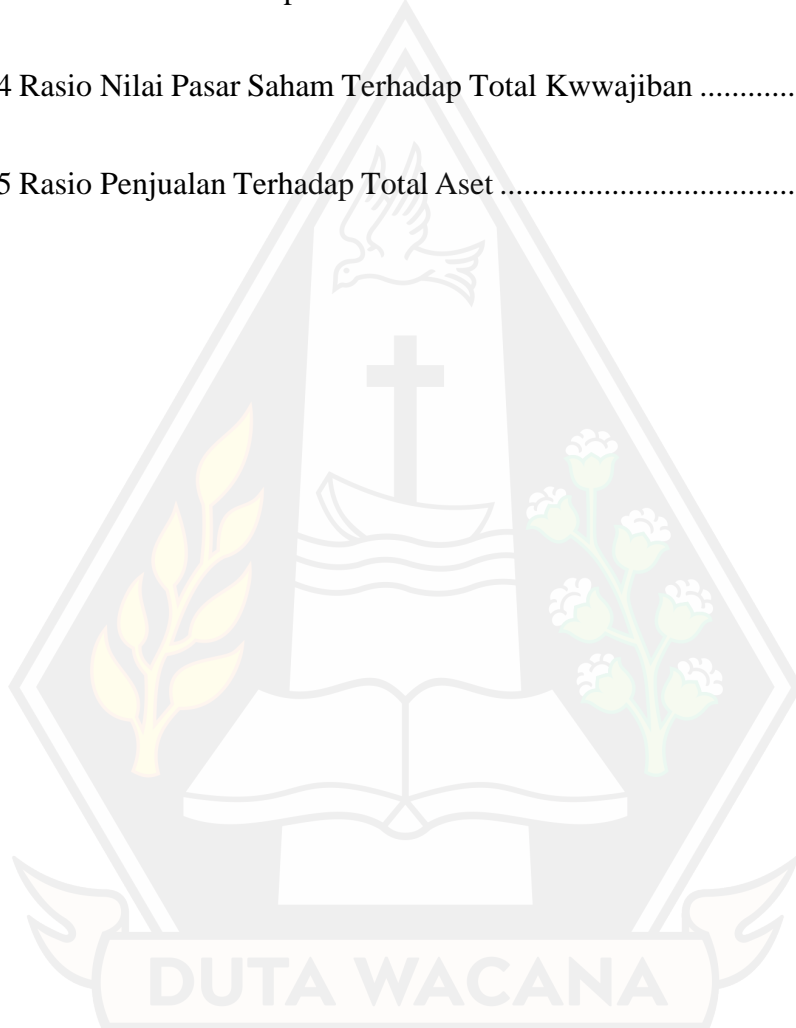 4 Rasio Nilai Pasar Saham Terhadap Total Kwwajiban ............
5 Rasio Penjualan Terhadap Total Aset .....................................
DUTA WACANA